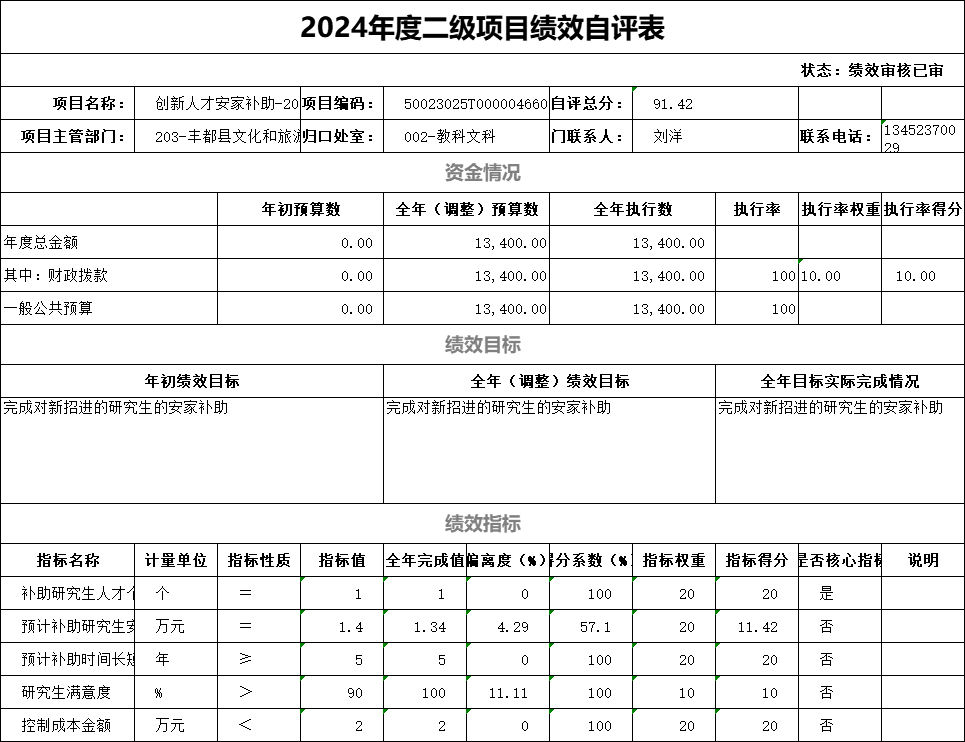 2024年度二级项目绩效自评表
状态：绩效审核已审
项目名称： 创新人才安家补助-20 项目编码： 50023025T000004660 自评总分： 91.42
项目主管部门： 203-丰都县文化和旅游 归口处室： 002-教科文科 门联系人： 刘洋 联系电话： 13452370029
资金情况
年初预算数 全年（调整）预算数 全年执行数 执行率 执行率权重 执行率得分
年度总金额 0.00 13,400.00 13,400.00
其中：财政拨款 0.00 13,400.00 13,400.00 100 10.00 10.00
一般公共预算 0.00 13,400.00 13,400.00 100
绩效目标
年初绩效目标 全年（调整）绩效目标 全年目标实际完成情况
完成对新招进的研究生的安家补助 完成对新招进的研究生的安家补助 完成对新招进的研究生的安家补助
绩效指标
指标名称 计量单位 指标性质 指标值 全年完成值 偏离度（%） 得分系数（%） 指标权重 指标得分 是否核心指标 说明
补助研究生人才个 个 ＝ 1 1 0 100 20 20 是
预计补助研究生安 万元 ＝ 1.4 1.34 4.29 57.1 20 11.42 否
预计补助时间长短 年 ≥ 5 5 0 100 20 20 否
研究生满意度 % ＞ 90 100 11.11 100 10 10 否
控制成本金额 万元 ＜ 2 2 0 100 20 20 否